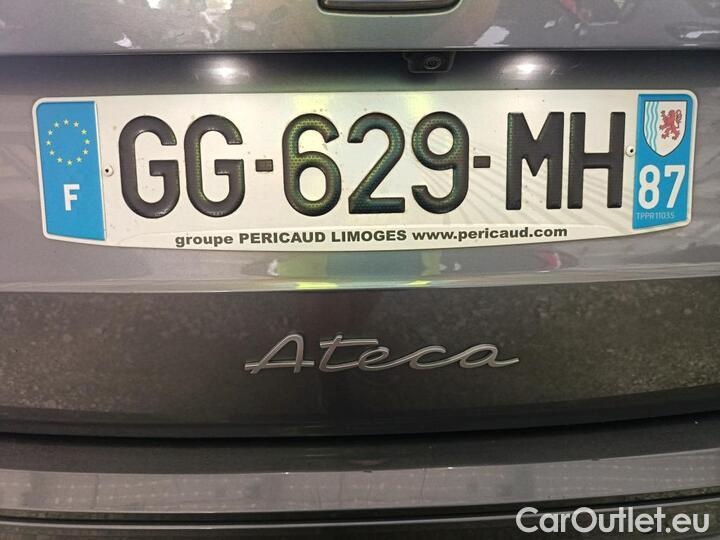 F GG-629-MH 87
TPPR11035
groupe PERICAUD LIMOGES www.pericaud.com
Ateca
CarOutlet.eu